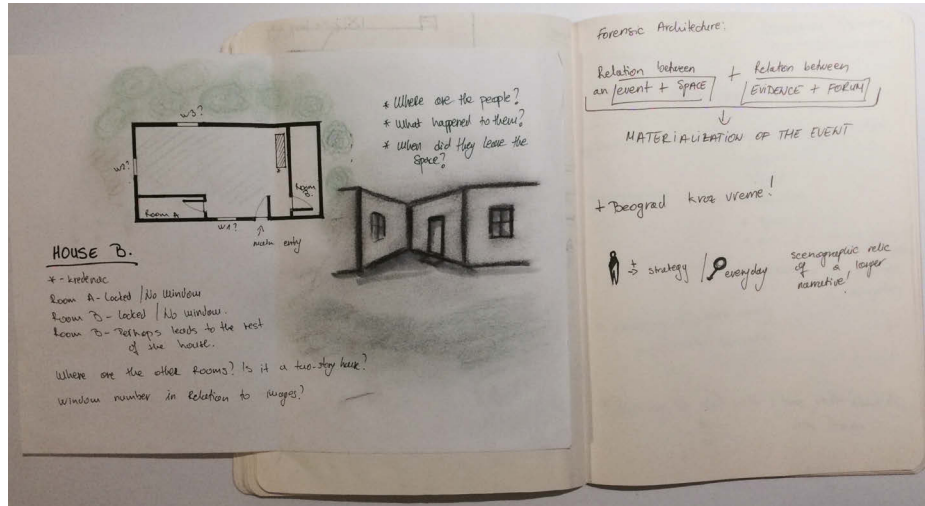 * Where are the people?
* What happened to them?
* When did they leave the
Space?
W3?
W2?
Room B
Room A
W1?
main entry
HOUSE B.
* - kredenac
Room A - Locked / No window
Room B - Locked / No window.
Room B - Perhaps leads to the rest
of the house.
Where are the other Rooms? Is it a two-story house?
Window number in Relation to images?
Forensic Architecture:
Relation between
an event + SPACE
+
Relation between
EVIDENCE + FORUM
MATERIALIZATION OF THE EVENT
+ Beograd kroz vreme!
strategy / everyday
scenographic relic
of a larger
narrative!